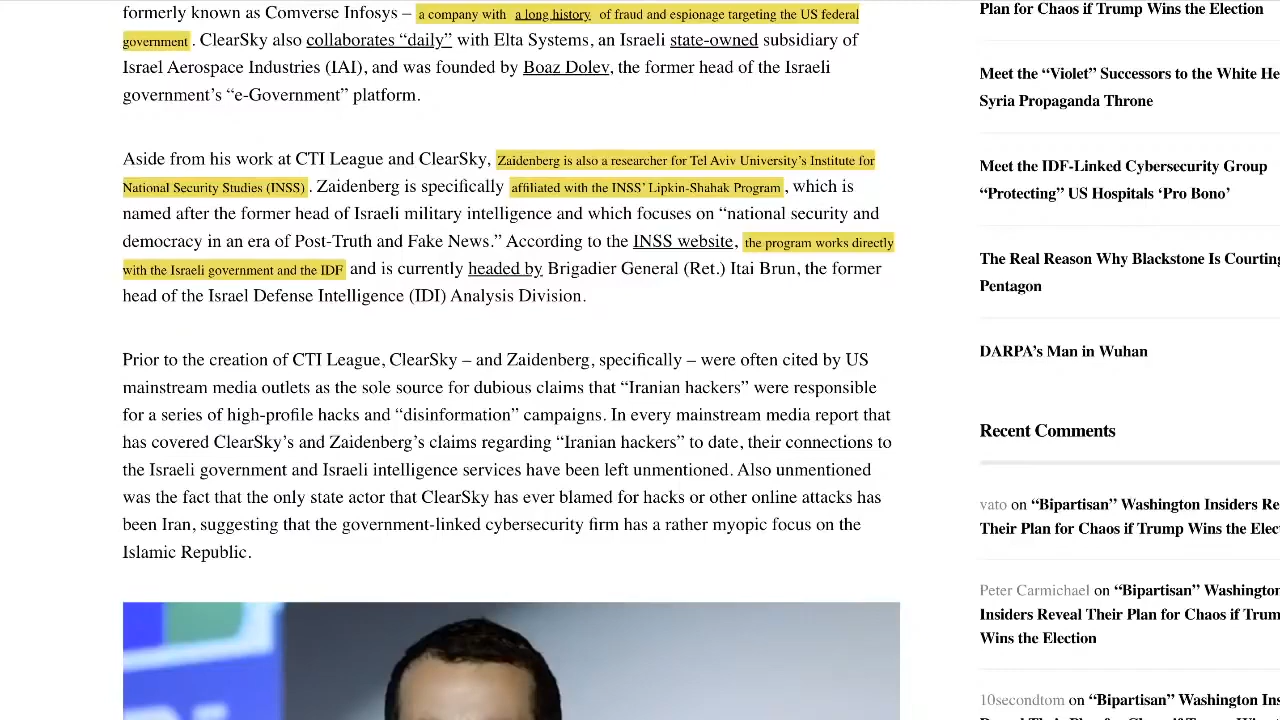 formerly known as Comverse Infosys – a company with a long history of fraud and espionage targeting the US federal
government. ClearSky also collaborates “daily” with Elta Systems, an Israeli state-owned subsidiary of
Israel Aerospace Industries (IAI), and was founded by Boaz Dolev, the former head of the Israeli
government’s “e-Government” platform.
Aside from his work at CTI League and ClearSky, Zaidenberg is also a researcher for Tel Aviv University’s Institute for
National Security Studies (INSS). Zaidenberg is specifically affiliated with the INSS’ Lipkin-Shahak Program, which is
named after the former head of Israeli military intelligence and which focuses on “national security and
democracy in an era of Post-Truth and Fake News.” According to the INSS website, the program works directly
with the Israeli government and the IDF and is currently headed by Brigadier General (Ret.) Itai Brun, the former
head of the Israel Defense Intelligence (IDI) Analysis Division.
Prior to the creation of CTI League, ClearSky – and Zaidenberg, specifically – were often cited by US
mainstream media outlets as the sole source for dubious claims that “Iranian hackers” were responsible
for a series of high-profile hacks and “disinformation” campaigns. In every mainstream media report that
has covered ClearSky’s and Zaidenberg’s claims regarding “Iranian hackers” to date, their connections to
the Israeli government and Israeli intelligence services have been left unmentioned. Also unmentioned
was the fact that the only state actor that ClearSky has ever blamed for hacks or other online attacks has
been Iran, suggesting that the government-linked cybersecurity firm has a rather myopic focus on the
Islamic Republic.
Plan for Chaos if Trump Wins the Election
Meet the “Violet” Successors to the White He
Syria Propaganda Throne
Meet the IDF-Linked Cybersecurity Group
“Protecting” US Hospitals ‘Pro Bono’
The Real Reason Why Blackstone Is Courting
Pentagon
DARPA’s Man in Wuhan
Recent Comments
vato on “Bipartisan” Washington Insiders Re
Their Plan for Chaos if Trump Wins the Elec
Peter Carmichael on “Bipartisan” Washington
Insiders Reveal Their Plan for Chaos if Trum
Wins the Election
10secondtom on “Bipartisan” Washington Ins